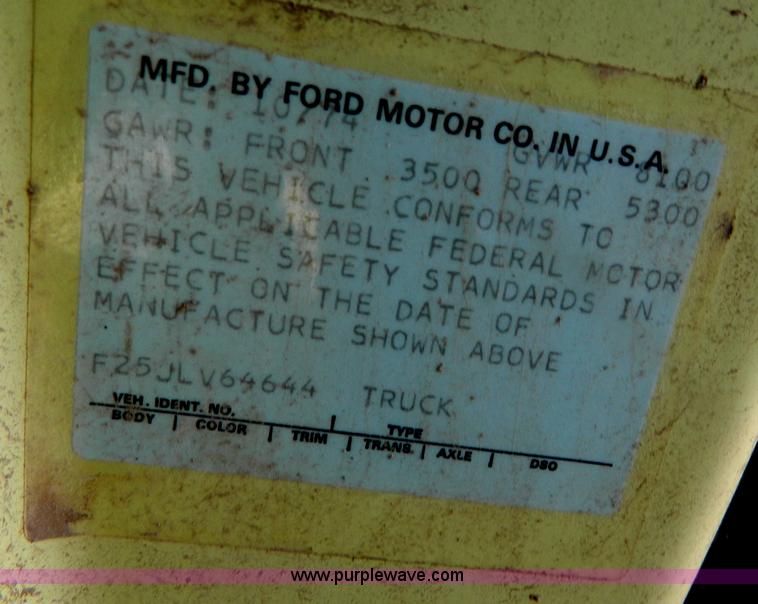 MFD. BY FORD MOTOR CO. IN U.S.A.
DATE: 10/74 GVWR 8100
GAWR: FRONT 3500 REAR 5300
THIS VEHICLE CONFORMS TO
ALL APPLICABLE FEDERAL MOTOR
VEHICLE SAFETY STANDARDS IN
EFFECT ON THE DATE OF
MANUFACTURE SHOWN ABOVE
F25JLV64644 TRUCK
VEH. IDENT. NO. TYPE
BODY COLOR TRIM TRANS. AXLE DSO
www.purplewave.com